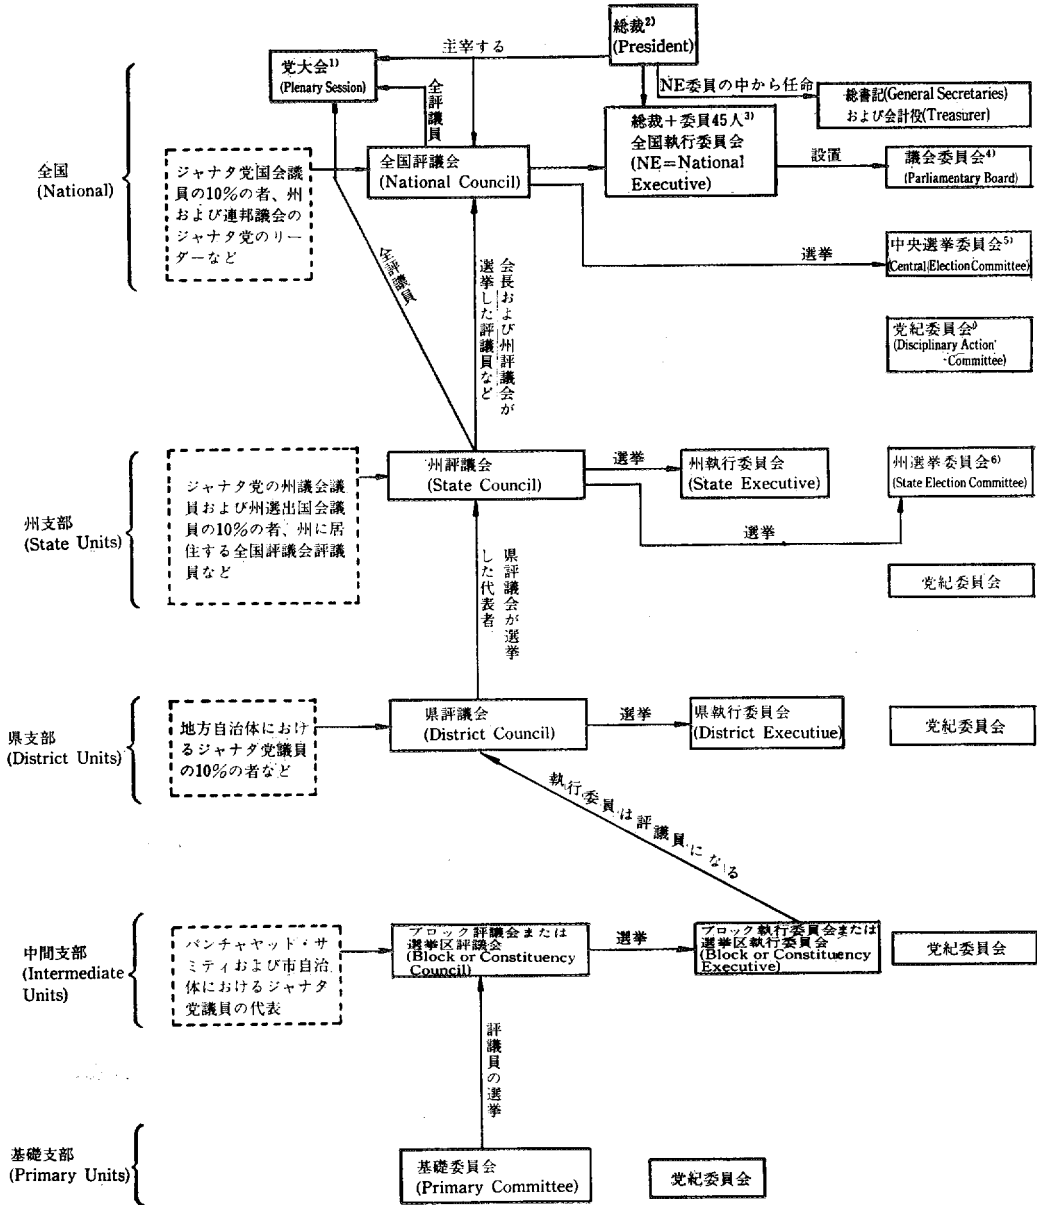 総裁2)
(President)
主宰する
党大会1)
(Plenary Session)
全評議員
NE委員の中から任命
総書記(General Secretaries)
および会計役(Treasurer)
総裁+委員45人3)
全国執行委員会
(NE=National
Executive)
設置
議会委員会4)
(Parliamentary Board)
全国
(National)
全国評議会
(National Council)
ジャナタ党国会議
員の10%の者、州
および連邦議会の
ジャナタ党のリー
ダーなど
選挙
中央選挙委員会5)
(Central Election Committee)
全評議員
会長および州評議会が
選挙した評議員など
党紀委員会
(Disciplinary Action
Committee)
州支部
(State Units)
ジャナタ党の州議会議
員および州選出国会議
員の10%の者、州に居
住する全国評議会評議
員など
州評議会
(State Council)
選挙
州執行委員会
(State Executive)
州選挙委員会6)
(State Election Committee)
選挙
党紀委員会
県評議会が選挙
した代表者
県支部
(District Units)
地方自治体におけ
るジャナタ党議員
の10%の者など
県評議会
(District Council)
選挙
県執行委員会
(District Executiue)
党紀委員会
執行委員は評議員になる
中間支部
(Intermediate
Units)
パンチャヤット・サ
ミティおよび市自治
体におけるジャナタ
党議員の代表
ブロック評議会または
選挙区評議会
(Block or Constituency
Council)
選挙
ブロック執行委員会または
選挙区執行委員会
(Block or Constituency
Executive)
党紀委員会
評議員の選挙
基礎支部
(Primary Units)
基礎委員会
(Primary Committee)
党紀委員会